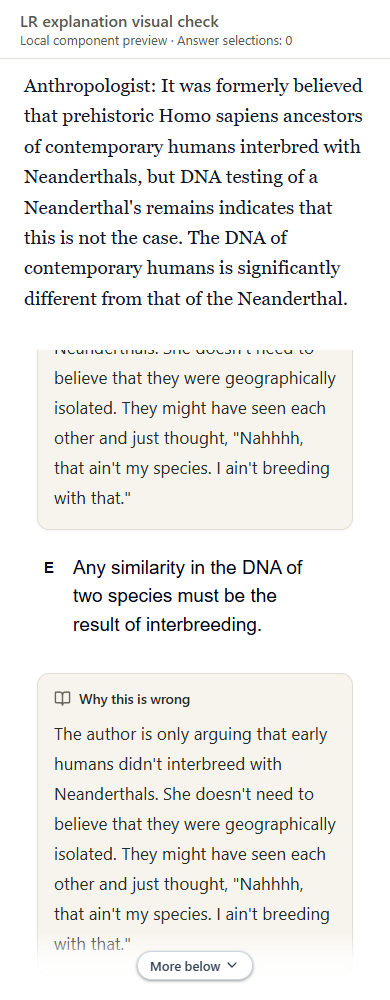 LR explanation visual check
Local component preview · Answer selections: 0
Anthropologist: It was formerly believed
that prehistoric Homo sapiens ancestors
of contemporary humans interbred with
Neanderthals, but DNA testing of a
Neanderthal's remains indicates that
this is not the case. The DNA of
contemporary humans is significantly
different from that of the Neanderthal.
Neanderthals. She doesn't need to
believe that they were geographically
isolated. They might have seen each
other and just thought, "Nahhhh,
that ain't my species. I ain't breeding
with that."
E Any similarity in the DNA of
two species must be the
result of interbreeding.
Why this is wrong
The author is only arguing that early
humans didn't interbreed with
Neanderthals. She doesn't need to
believe that they were geographically
isolated. They might have seen each
other and just thought, "Nahhhh,
that ain't my species. I ain't breeding
with that."
More below